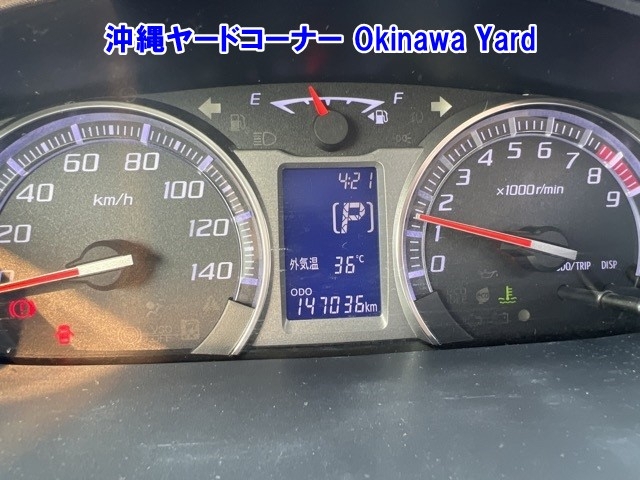 沖縄ヤードコーナー Okinawa Yard
E F
40 60 80 100 120 140
km/h
4:21
[P]
外気温 36℃
ODO
147036km
0 1 2 3 4 5 6 7 8 9
x1000r/min
ODO/TRIP DISP